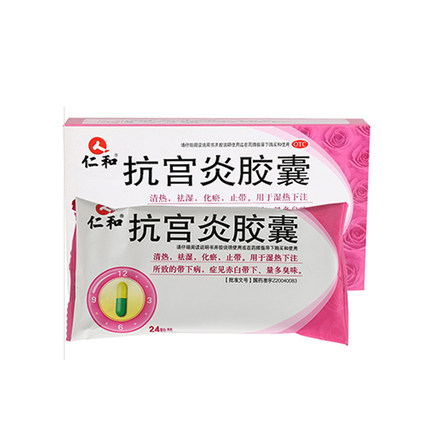 仁和
抗宫炎胶囊
请仔细阅读说明书并按说明使用或在药师指导下购买和使用
OTC
清热，祛湿，化瘀，止带。用于湿热下注
仁和
抗宫炎胶囊
请仔细阅读说明书并按说明使用或在药师指导下购买和使用
清热，祛湿，化瘀，止带。用于湿热下注
所致的带下病，症见赤白带下、量多臭味。
【批准文号】国药准字Z20040083
12
9
3
6
24粒装